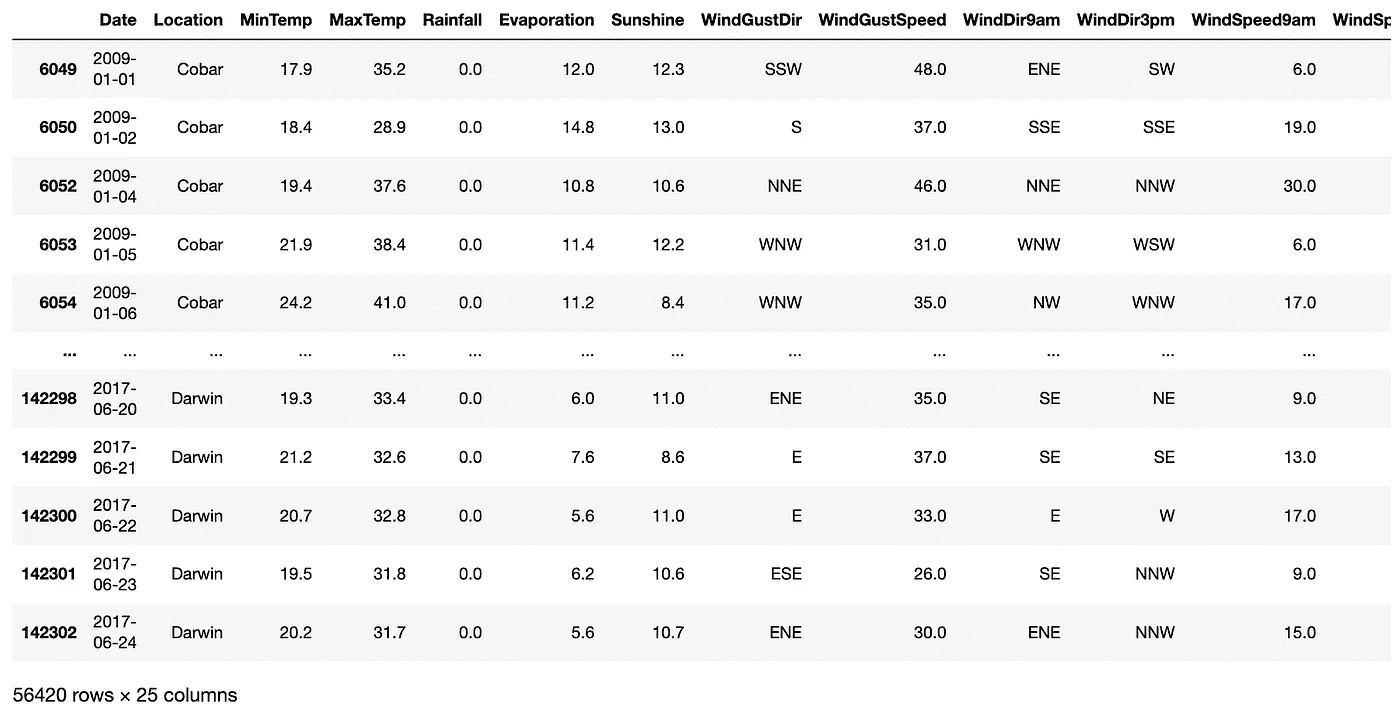 Date Location MinTemp MaxTemp Rainfall Evaporation Sunshine WindGustDir WindGustSpeed WindDir9am WindDir3pm WindSpeed9am WindSp
6049 2009-01-01 Cobar 17.9 35.2 0.0 12.0 12.3 SSW 48.0 ENE SW 6.0
6050 2009-01-02 Cobar 18.4 28.9 0.0 14.8 13.0 S 37.0 SSE SSE 19.0
6052 2009-01-04 Cobar 19.4 37.6 0.0 10.8 10.6 NNE 46.0 NNE NNW 30.0
6053 2009-01-05 Cobar 21.9 38.4 0.0 11.4 12.2 WNW 31.0 WNW WSW 6.0
6054 2009-01-06 Cobar 24.2 41.0 0.0 11.2 8.4 WNW 35.0 NW WNW 17.0
... ... ... ... ... ... ... ... ... ... ... ... ...
142298 2017-06-20 Darwin 19.3 33.4 0.0 6.0 11.0 ENE 35.0 SE NE 9.0
142299 2017-06-21 Darwin 21.2 32.6 0.0 7.6 8.6 E 37.0 SE SE 13.0
142300 2017-06-22 Darwin 20.7 32.8 0.0 5.6 11.0 E 33.0 E W 17.0
142301 2017-06-23 Darwin 19.5 31.8 0.0 6.2 10.6 ESE 26.0 SE NNW 9.0
142302 2017-06-24 Darwin 20.2 31.7 0.0 5.6 10.7 ENE 30.0 ENE NNW 15.0
56420 rows × 25 columns